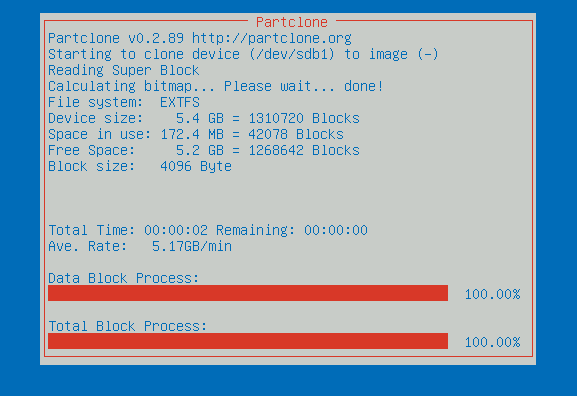 Partclone
Partclone v0.2.89 http://partclone.org
Starting to clone device (/dev/sdb1) to image (-)
Reading Super Block
Calculating bitmap... Please wait... done!
File system:  EXTFS
Device size:    5.4 GB = 1310720 Blocks
Space in use: 172.4 MB = 42078 Blocks
Free Space:     5.2 GB = 1268642 Blocks
Block size:   4096 Byte
Total Time: 00:00:02 Remaining: 00:00:00
Ave. Rate:   5.17GB/min
Data Block Process:
100.00%
Total Block Process:
100.00%